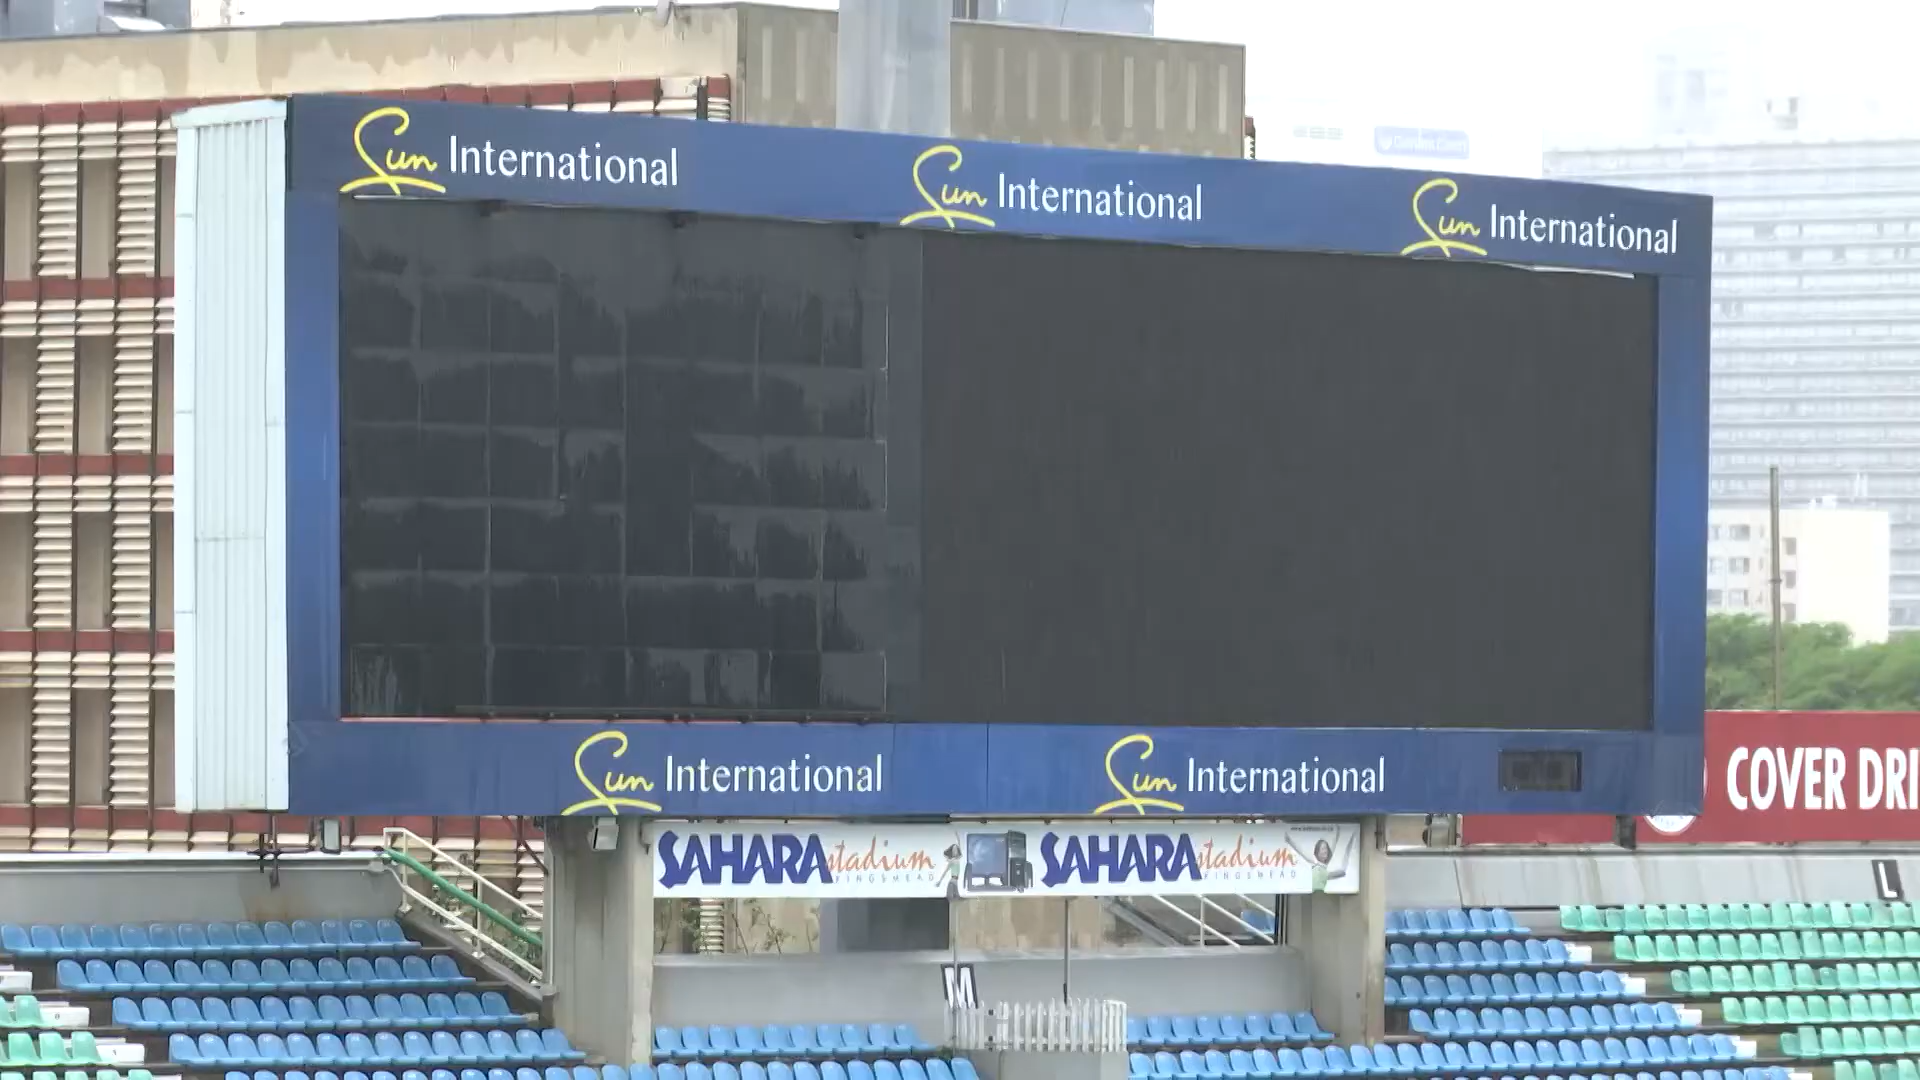 Sun International
Sun International
Sun International
Sun International
Sun International
SAHARA stadium
KINGSMEAD
SAHARA stadium
KINGSMEAD
COVER DRI
L
M